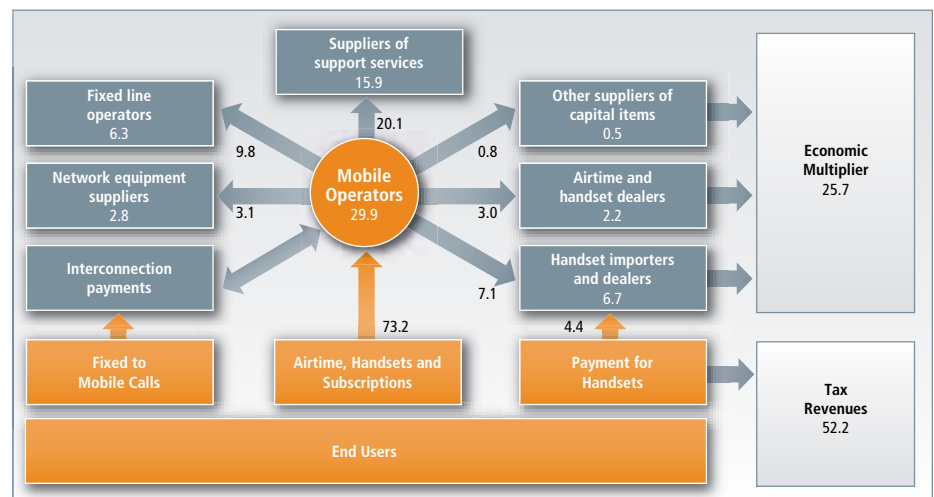 Suppliers of
support services
15.9
Fixed line
operators
6.3
20.1
Other suppliers of
capital items
0.5
Economic
Multiplier
25.7
9.8
0.8
Mobile
Operators
29.9
Network equipment
suppliers
2.8
3.1
3.0
Airtime and
handset dealers
2.2
Interconnection
payments
7.1
Handset importers
and dealers
6.7
73.2
4.4
Fixed to
Mobile Calls
Airtime, Handsets and
Subscriptions
Payment for
Handsets
Tax
Revenues
52.2
End Users